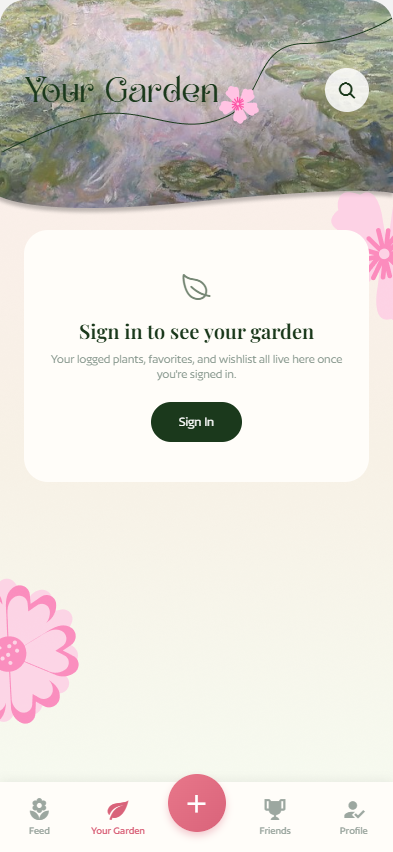 Your Garden
Sign in to see your garden
Your logged plants, favorites, and wishlist all live here once
you're signed in.
Sign In
Feed
Your Garden
Friends
Profile